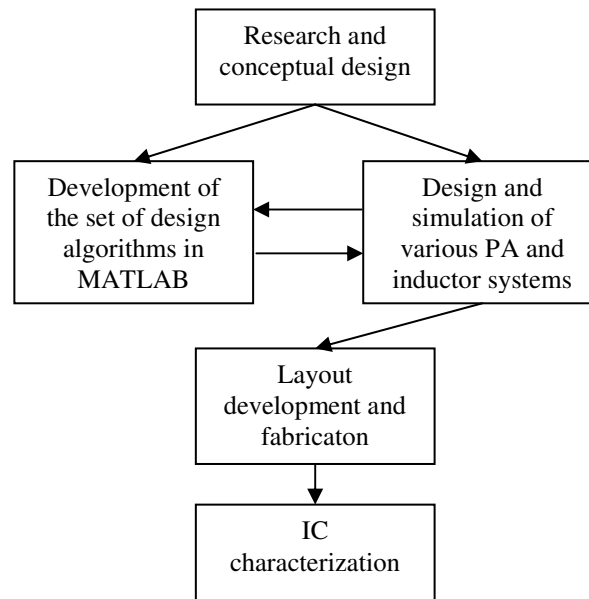 Research and
conceptual design
Development of
the set of design
algorithms in
MATLAB
Design and
simulation of
various PA and
inductor systems
Layout
development and
fabricaton
IC
characterization